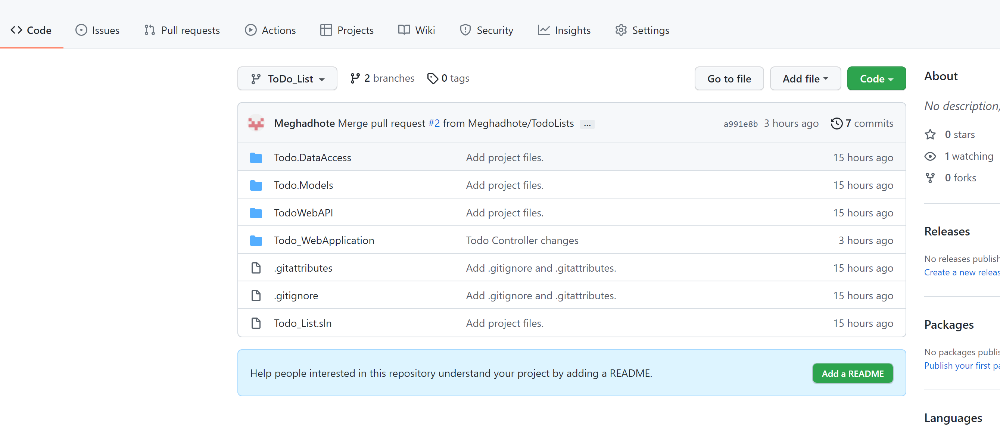 Code Issues Pull requests Actions Projects Wiki Security Insights Settings
ToDo_List 2 branches 0 tags Go to file Add file Code
Meghadhote Merge pull request #2 from Meghadhote/TodoLists ... a991e8b 3 hours ago 7 commits
Todo.DataAccess Add project files. 15 hours ago
Todo.Models Add project files. 15 hours ago
TodoWebAPI Add project files. 15 hours ago
Todo_WebApplication Todo Controller changes 3 hours ago
.gitattributes Add .gitignore and .gitattributes. 15 hours ago
.gitignore Add .gitignore and .gitattributes. 15 hours ago
Todo_List.sln Add project files. 15 hours ago
Help people interested in this repository understand your project by adding a README. Add a README
About
No description,
0 stars
1 watching
0 forks
Releases
No releases publish
Create a new releas
Packages
No packages publis
Publish your first pa
Languages